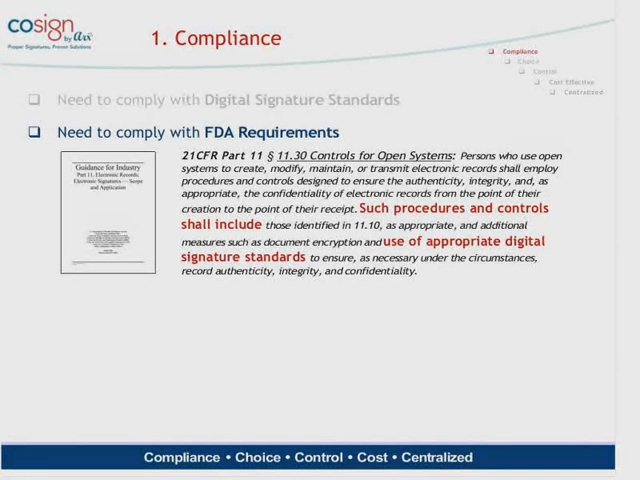 cosign
by arx
Proper Signatures, Proven Solutions
1. Compliance
Compliance
Choice
Control
Cost Effective
Centralized
Need to comply with Digital Signature Standards
Need to comply with FDA Requirements
Guidance for Industry
Part 11, Electronic Records;
Electronic Signatures — Scope
and Application
21CFR Part 11 § 11.30 Controls for Open Systems: Persons who use open
systems to create, modify, maintain, or transmit electronic records shall employ
procedures and controls designed to ensure the authenticity, integrity, and, as
appropriate, the confidentiality of electronic records from the point of their
creation to the point of their receipt. Such procedures and controls
shall include those identified in 11.10, as appropriate, and additional
measures such as document encryption and use of appropriate digital
signature standards to ensure, as necessary under the circumstances,
record authenticity, integrity, and confidentiality.
Compliance • Choice • Control • Cost • Centralized